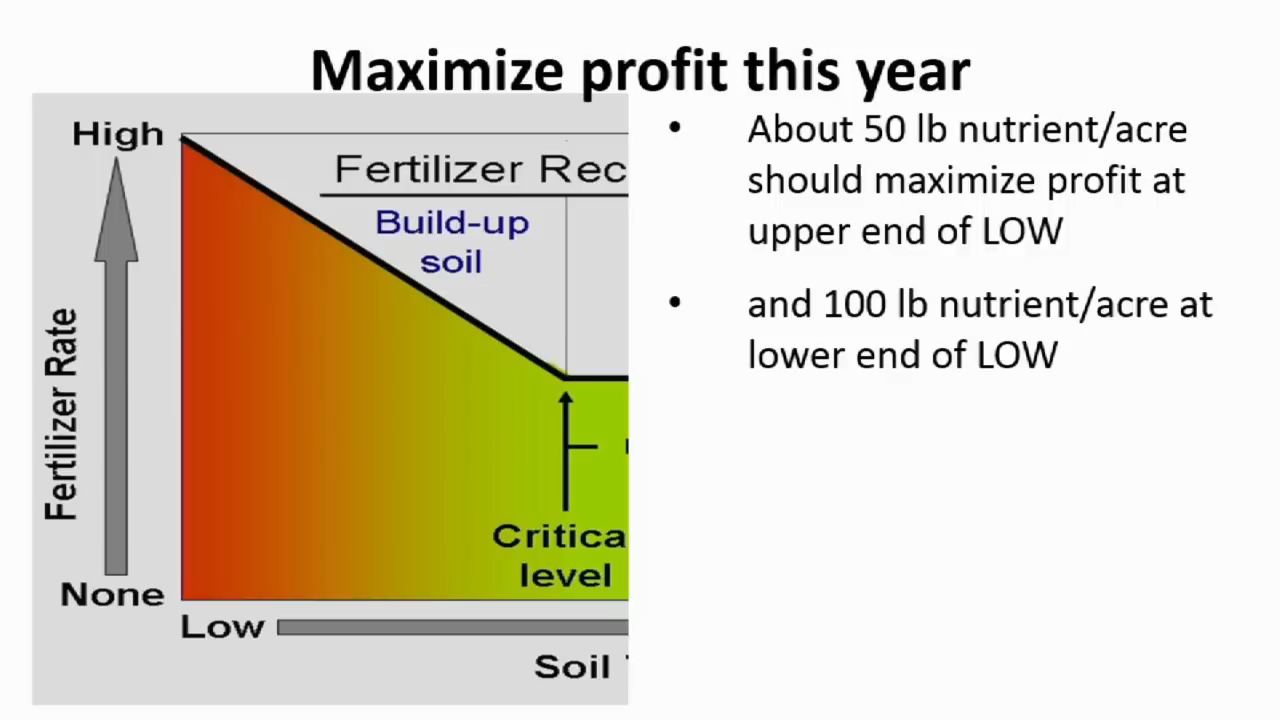 Maximize profit this year
High
Fertilizer Rec
Build-up
soil
Fertilizer Rate
Critica
level
None
Low
Soil
• About 50 lb nutrient/acre
should maximize profit at
upper end of LOW
• and 100 lb nutrient/acre at
lower end of LOW